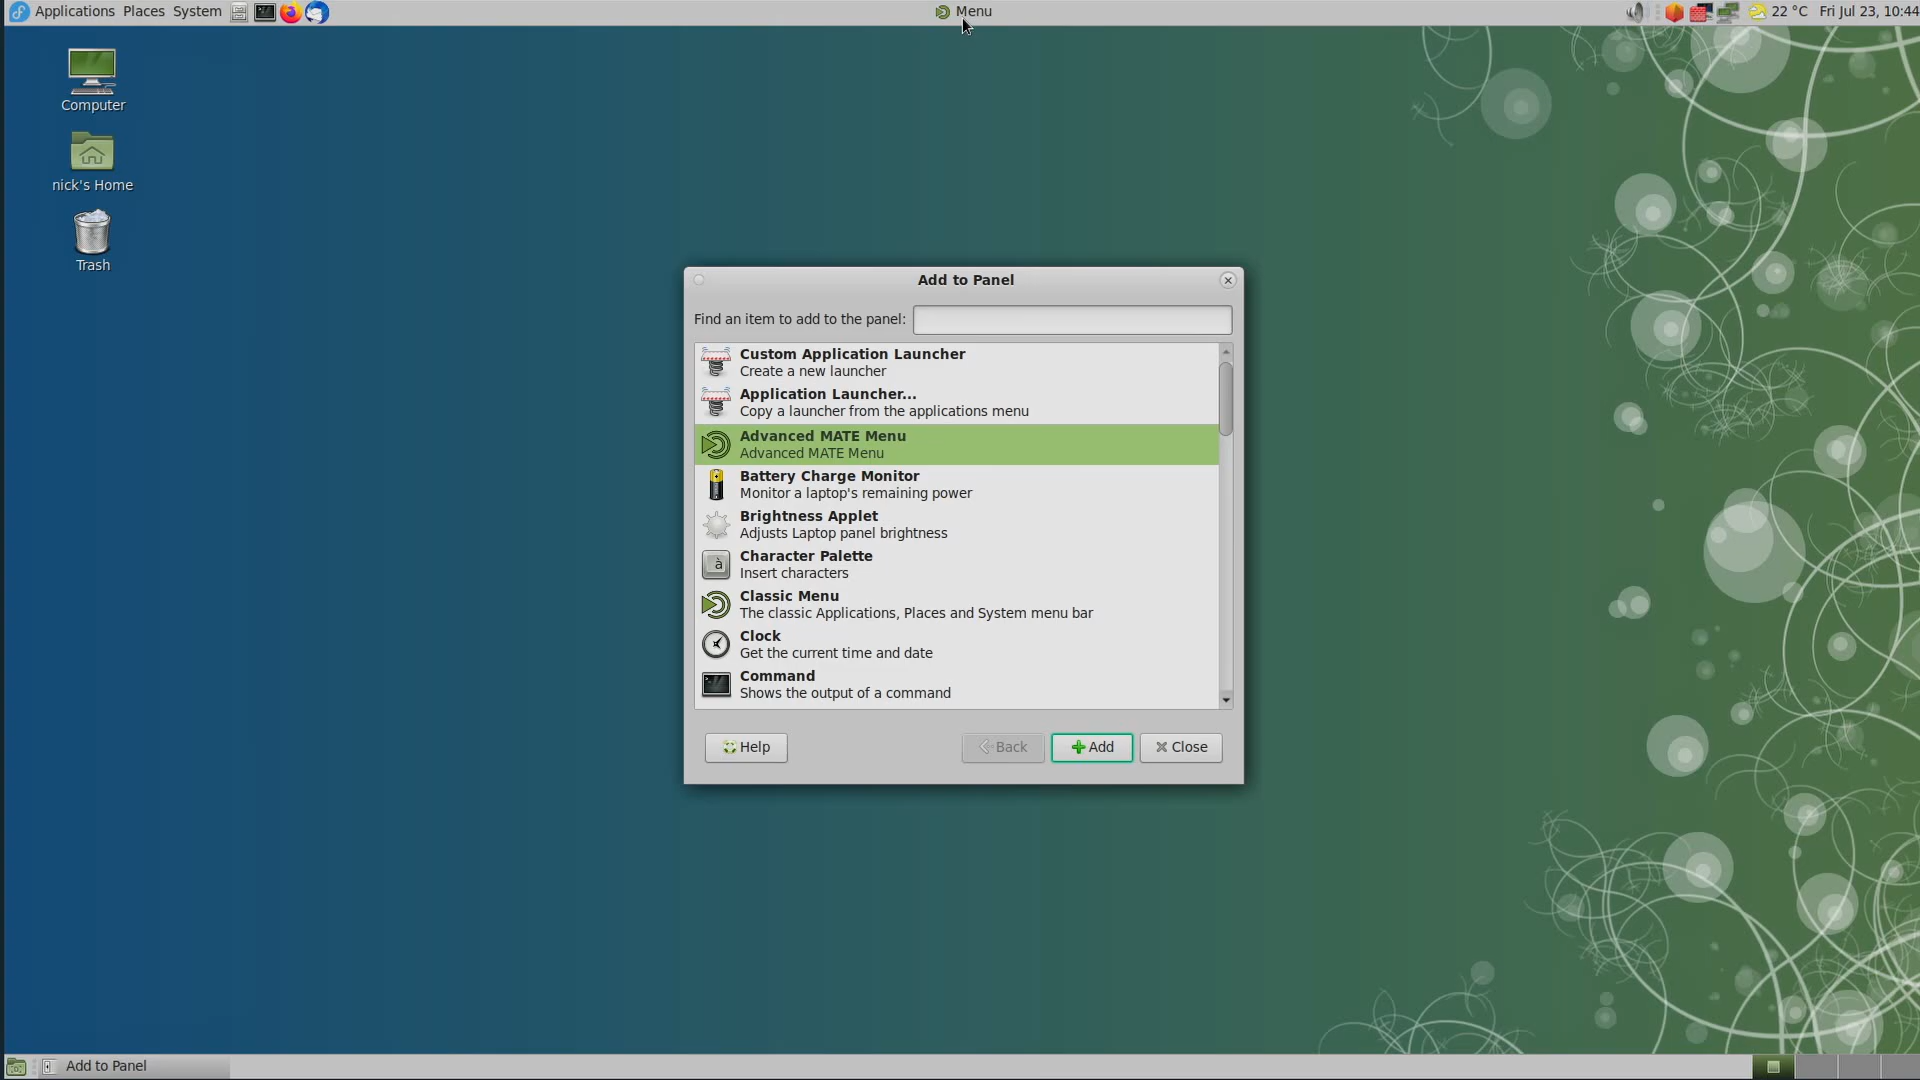 Applications Places System
Menu
22 °C Fri Jul 23, 10:44
Computer
nick's Home
Trash
Add to Panel
Find an item to add to the panel:
Custom Application Launcher
Create a new launcher
Application Launcher...
Copy a launcher from the applications menu
Advanced MATE Menu
Advanced MATE Menu
Battery Charge Monitor
Monitor a laptop's remaining power
Brightness Applet
Adjusts Laptop panel brightness
à
Character Palette
Insert characters
Classic Menu
The classic Applications, Places and System menu bar
Clock
Get the current time and date
Command
Shows the output of a command
Help Back Add Close
Add to Panel